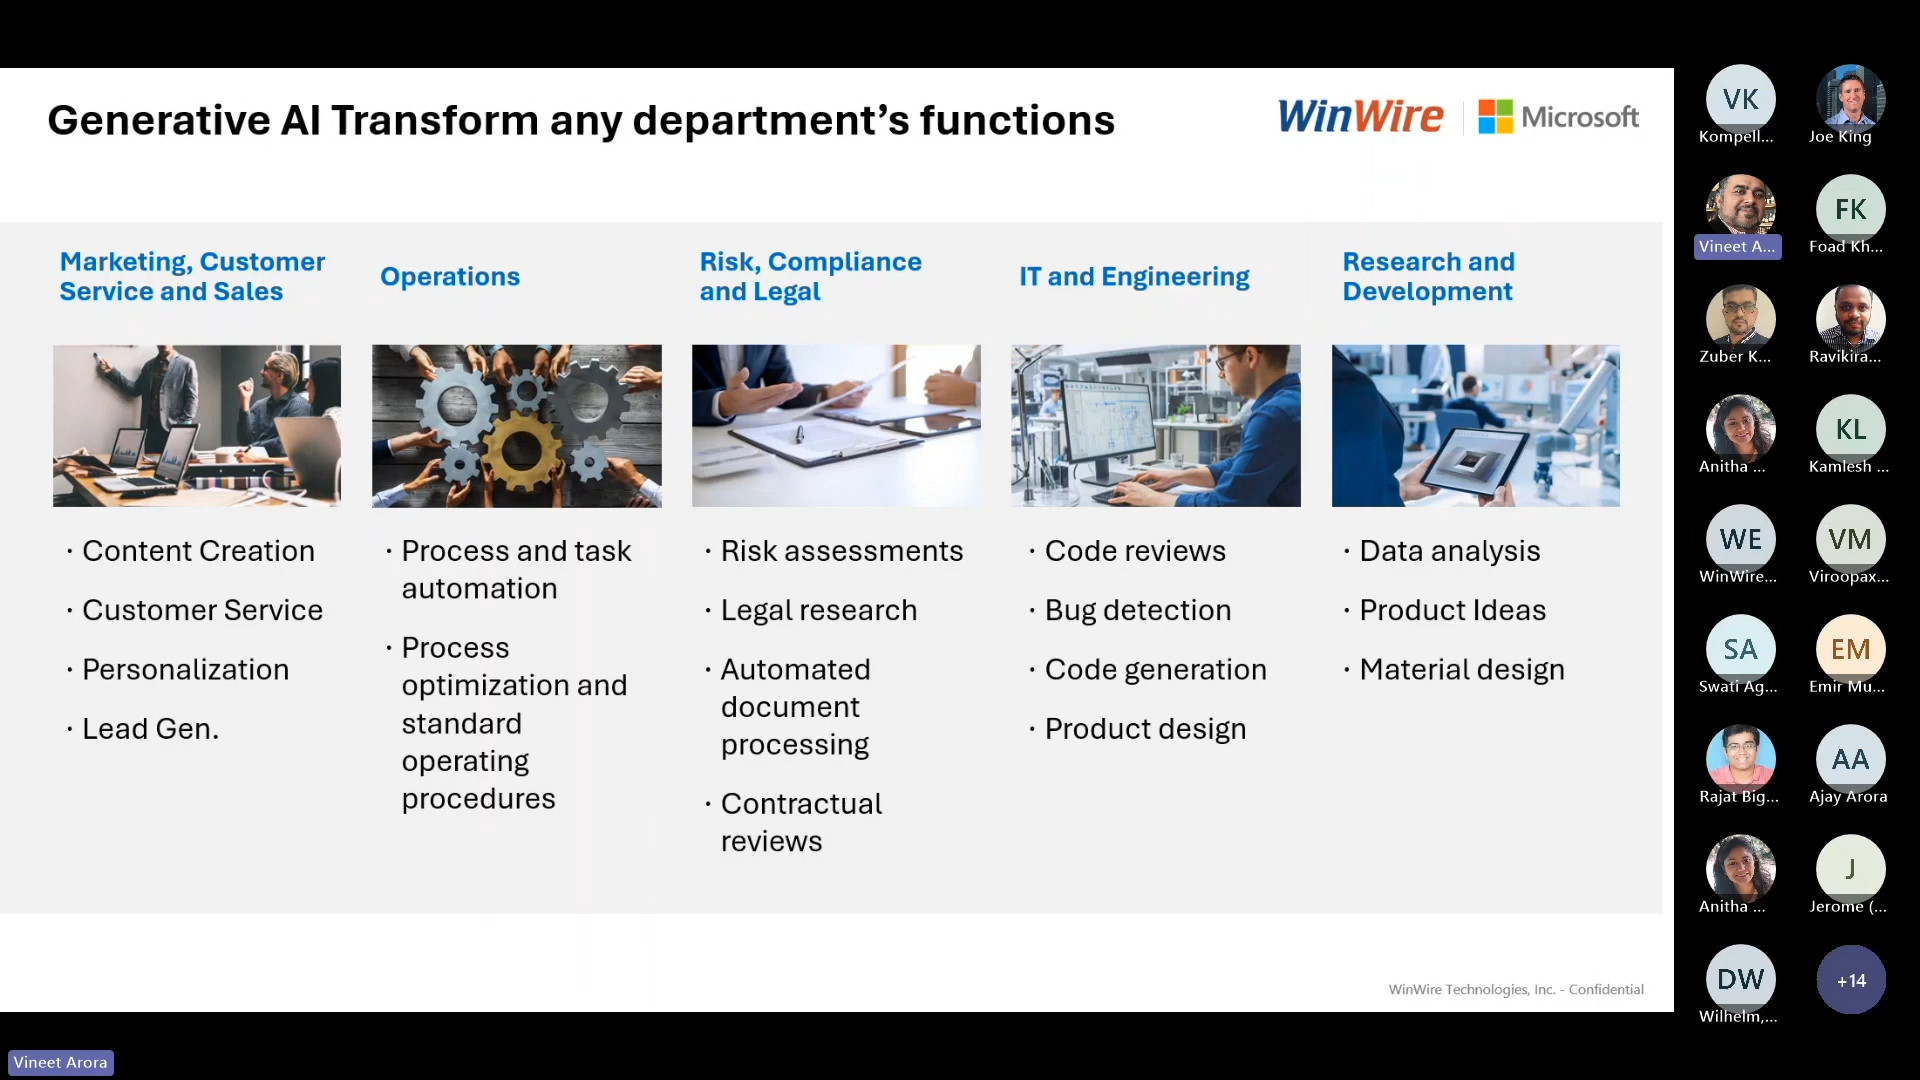 Generative AI Transform any department’s functions
WinWire
Microsoft
Marketing, Customer
Service and Sales
· Content Creation
· Customer Service
· Personalization
· Lead Gen.
Operations
· Process and task
automation
· Process
optimization and
standard
operating
procedures
Risk, Compliance
and Legal
· Risk assessments
· Legal research
· Automated
document
processing
· Contractual
reviews
IT and Engineering
· Code reviews
· Bug detection
· Code generation
· Product design
Research and
Development
· Data analysis
· Product Ideas
· Material design
WinWire Technologies, Inc. - Confidential
Vineet Arora
VK
Kompell...
Joe King
Vineet A...
FK
Foad Kh...
Zuber K...
Ravikira...
Anitha ...
KL
Kamlesh ...
WE
WinWire...
VM
Viroopax...
SA
Swati Ag...
EM
Emir Mu...
Rajat Big...
AA
Ajay Arora
Anitha ...
J
Jerome (...
DW
Wilhelm,...
+14